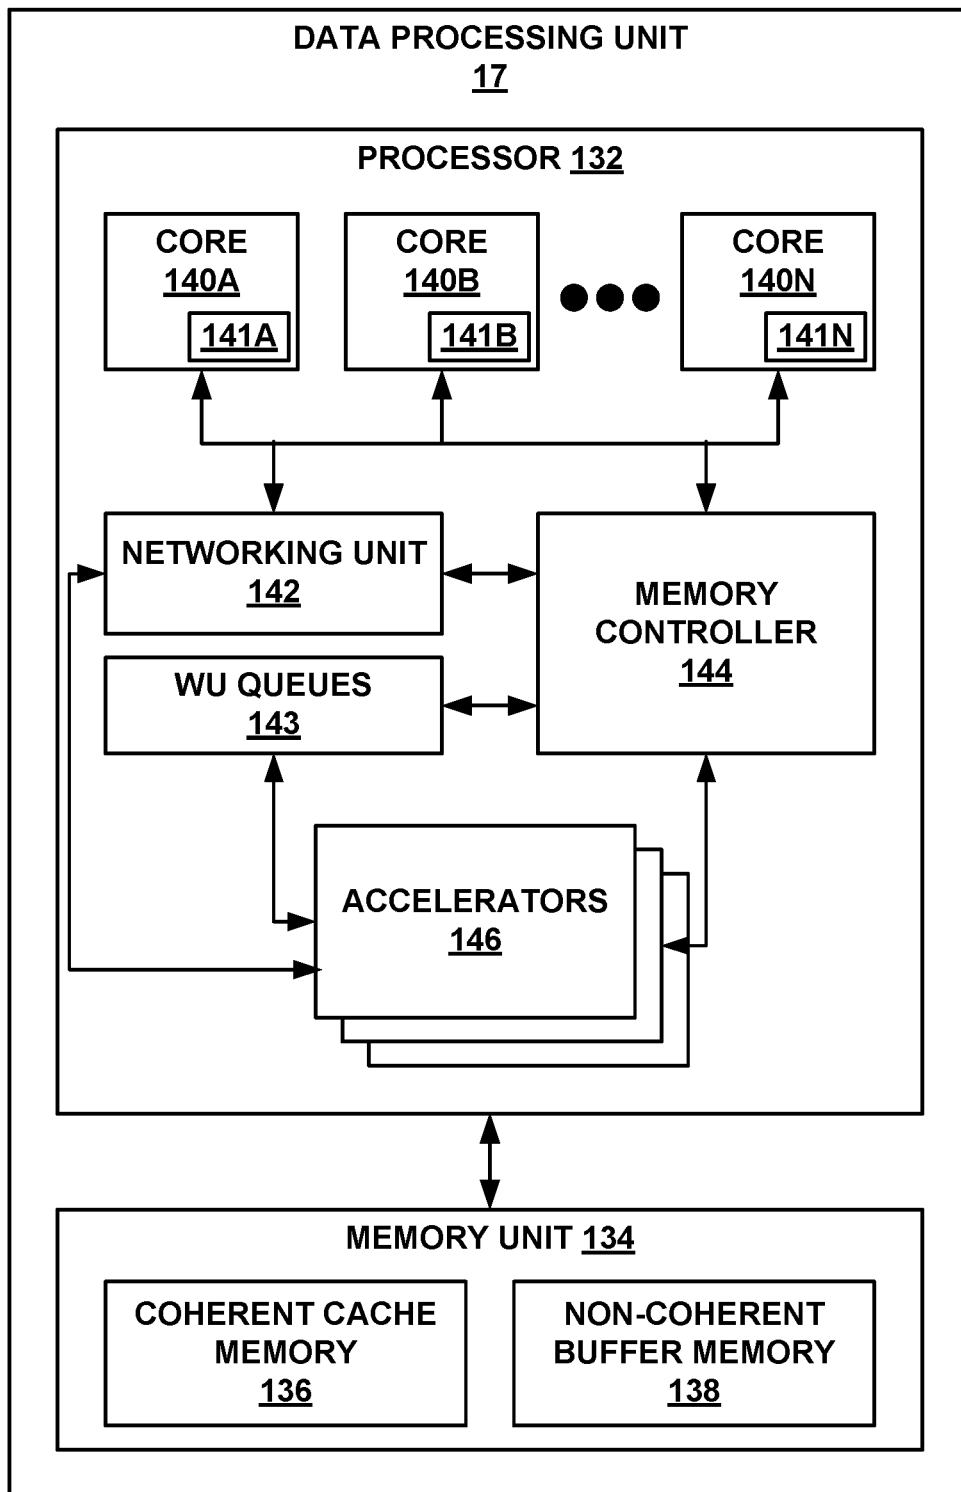 DATA PROCESSING UNIT
17
PROCESSOR 132
CORE
140A
141A
CORE
140B
141B
CORE
140N
141N
NETWORKING UNIT
142
WU QUEUES
143
MEMORY
CONTROLLER
144
ACCELERATORS
146
MEMORY UNIT 134
COHERENT CACHE
MEMORY
136
NON-COHERENT
BUFFER MEMORY
138